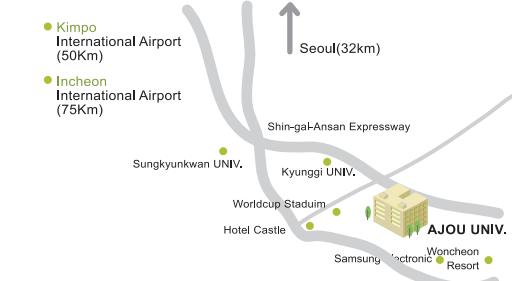 Kimpo
International Airport
(50Km)
Incheon
International Airport
(75Km)
Seoul(32km)
Shin-gal-Ansan Expressway
Sungkyunkwan UNIV.
Kyunggi UNIV.
Worldcup Staduim
Hotel Castle
AJOU UNIV.
Samsung Electronic
Woncheon
Resort